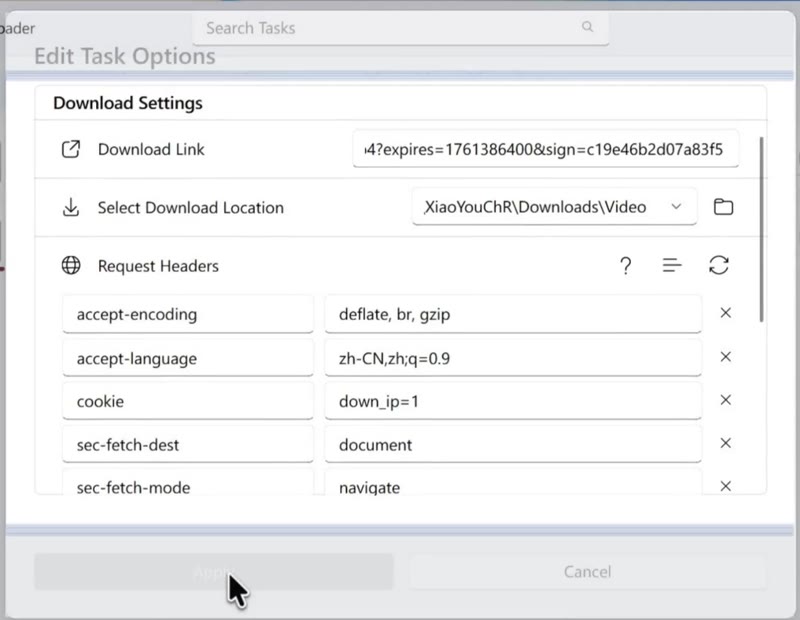 oader
Search Tasks
Edit Task Options
Download Settings
Download Link
4?expires=1761386400&sign=c19e46b2d07a83f5
Select Download Location
XiaoYouChR\Downloads\Video
Request Headers
?
accept-encoding
deflate, br, gzip
accept-language
zh-CN,zh;q=0.9
cookie
down_ip=1
sec-fetch-dest
document
sec-fetch-mode
navigate
Apply
Cancel